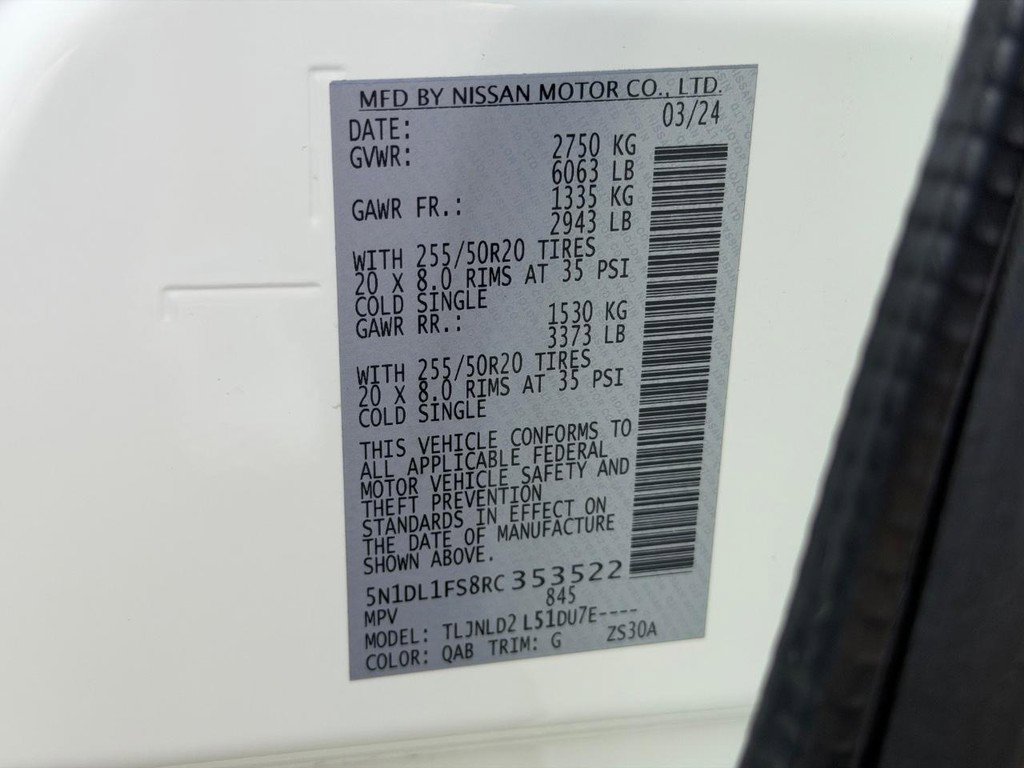 MFD BY NISSAN MOTOR CO., LTD.
DATE: 03/24
GVWR: 2750 KG
6063 LB
GAWR FR.: 1335 KG
2943 LB
WITH 255/50R20 TIRES
20 X 8.0 RIMS AT 35 PSI
COLD SINGLE
GAWR RR.: 1530 KG
3373 LB
WITH 255/50R20 TIRES
20 X 8.0 RIMS AT 35 PSI
COLD SINGLE
THIS VEHICLE CONFORMS TO
ALL APPLICABLE FEDERAL
MOTOR VEHICLE SAFETY AND
THEFT PREVENTION
STANDARDS IN EFFECT ON
THE DATE OF MANUFACTURE
SHOWN ABOVE.
5N1DL1FS8RC 353522
MPV 845
MODEL: TLJNLD2 L51DU7E----
COLOR: QAB TRIM: G ZS30A